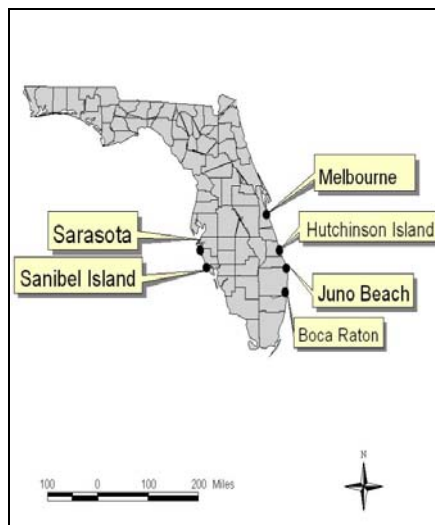 Melbourne
Hutchinson Island
Sarasota
Sanibel Island
Juno Beach
Boca Raton
N
100 0 100 200 Miles